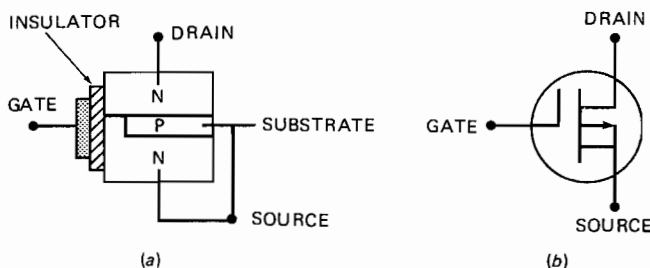 INSULATOR
DRAIN
N
GATE
P
SUBSTRATE
N
SOURCE
(a)
DRAIN
GATE
SOURCE
(b)